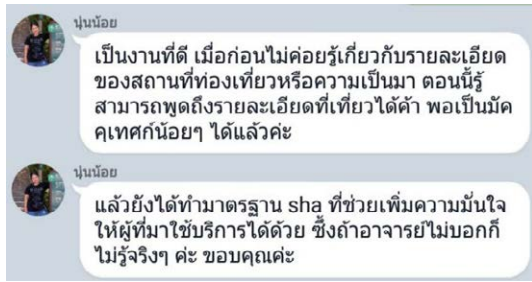 นุ่นน้อย
เป็นงานที่ดี เมื่อก่อนไม่ค่อยรู้เกี่ยวกับรายละเอียด
ของสถานที่ท่องเที่ยวหรือความเป็นมา ตอนนี้รู้
สามารถพูดถึงรายละเอียดที่เที่ยวได้ค้า พอเป็นมัค
คุเทศก์น้อยๆ ได้แล้วค่ะ
นุ่นน้อย
แล้วยังได้ทำมาตรฐาน sha ที่ช่วยเพิ่มความมั่นใจ
ให้ผู้ที่มาใช้บริการได้ด้วย ซึ้งถ้าอาจารย์ไม่บอกก็
ไม่รู้จริงๆ ค่ะ ขอบคุณค่ะ